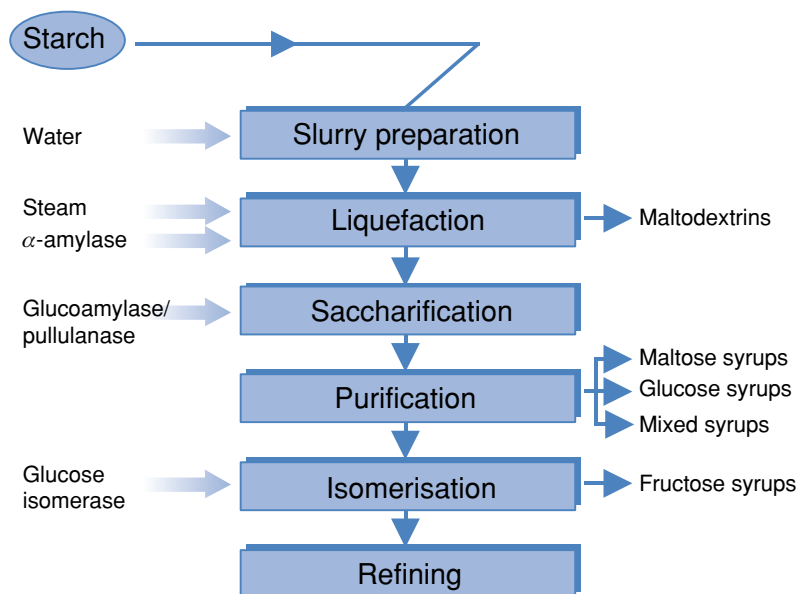 Starch
Water
Slurry preparation
Steam
α-amylase
Liquefaction
Maltodextrins
Glucoamylase/
pullulanase
Saccharification
Purification
Maltose syrups
Glucose syrups
Mixed syrups
Glucose
isomerase
Isomerisation
Fructose syrups
Refining